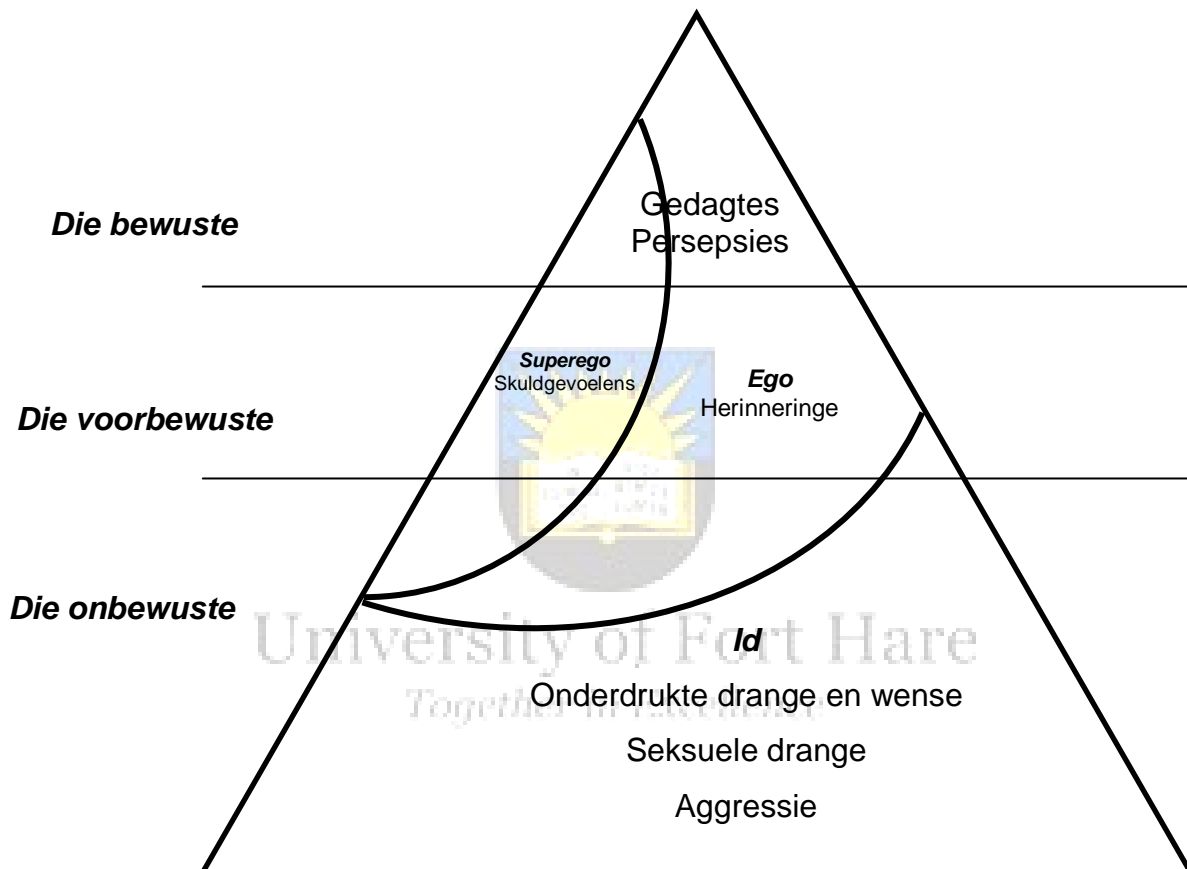 Die bewuste
Gedagtes
Persepsies
Superego
Skuldgevoelens
Ego
Herinneringe
Die voorbewuste
Die onbewuste
University of Fort Hare
Id
Together in Excellence
Onderdrukte drange en wense
Seksuele drange
Aggressie